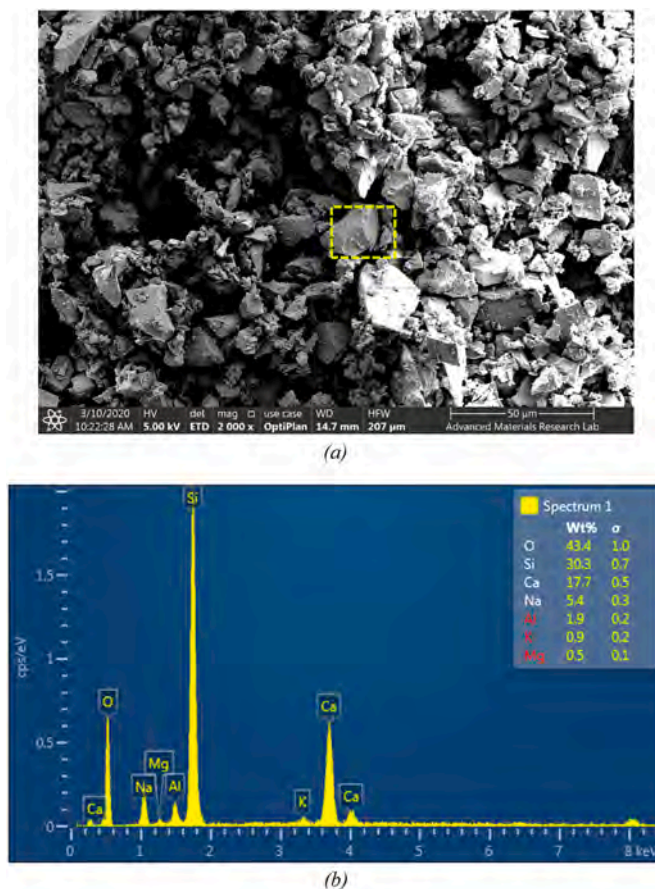 3/10/2020 HV det mag □ use case WD HFW 50 µm
10:22:28 AM 5.00 kV ETD 2 000 x OptiPlan 14.7 mm 207 µm Advanced Materials Research Lab
(a)
Si
Spectrum 1
Wt% σ
O 43.4 1.0
Si 30.3 0.7
Ca 17.7 0.5
Na 5.4 0.3
Al 1.9 0.2
K 0.9 0.2
Mg 0.5 0.1
1.5
cps/eV
1
O
Ca
0.5
Mg
Na
Al
Ca
K
Ca
0
0 1 2 3 4 5 6 7 8 keV
(b)